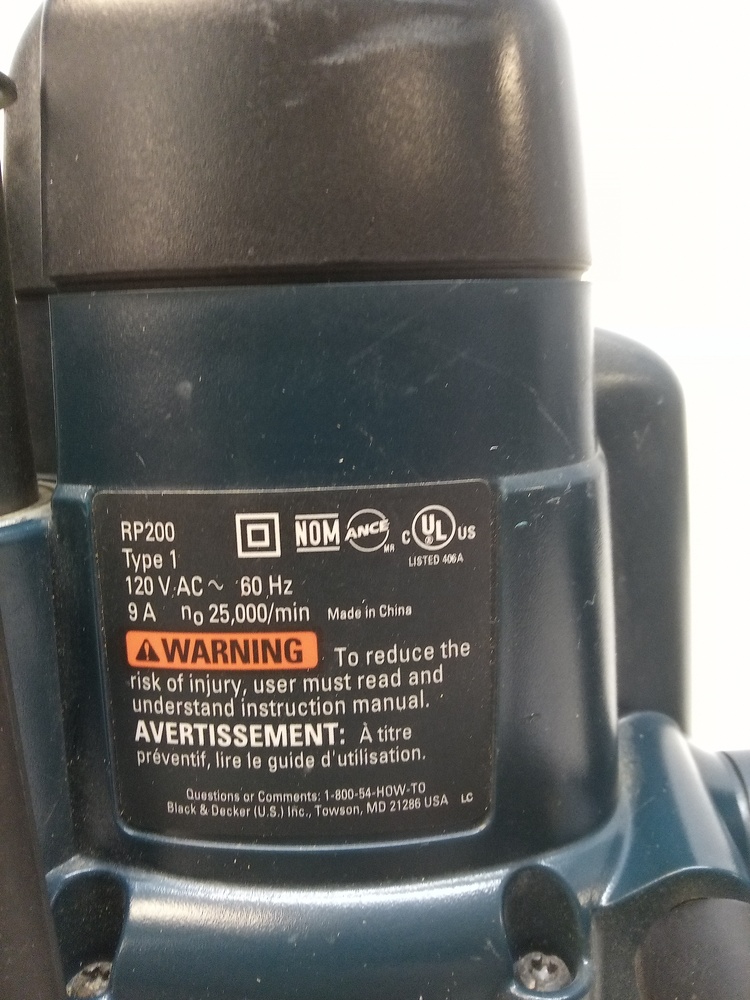 RP200
NOM ANCE MR C UL US
LISTED 406A
Type 1
120 V AC ~ 60 Hz
9 A no 25,000/min Made in China
WARNING To reduce the
risk of injury, user must read and
understand instruction manual.
AVERTISSEMENT: À titre
préventif, lire le guide d'utilisation.
Questions or Comments: 1-800-54-HOW-TO
Black & Decker (U.S.) Inc., Towson, MD 21286 USA LC